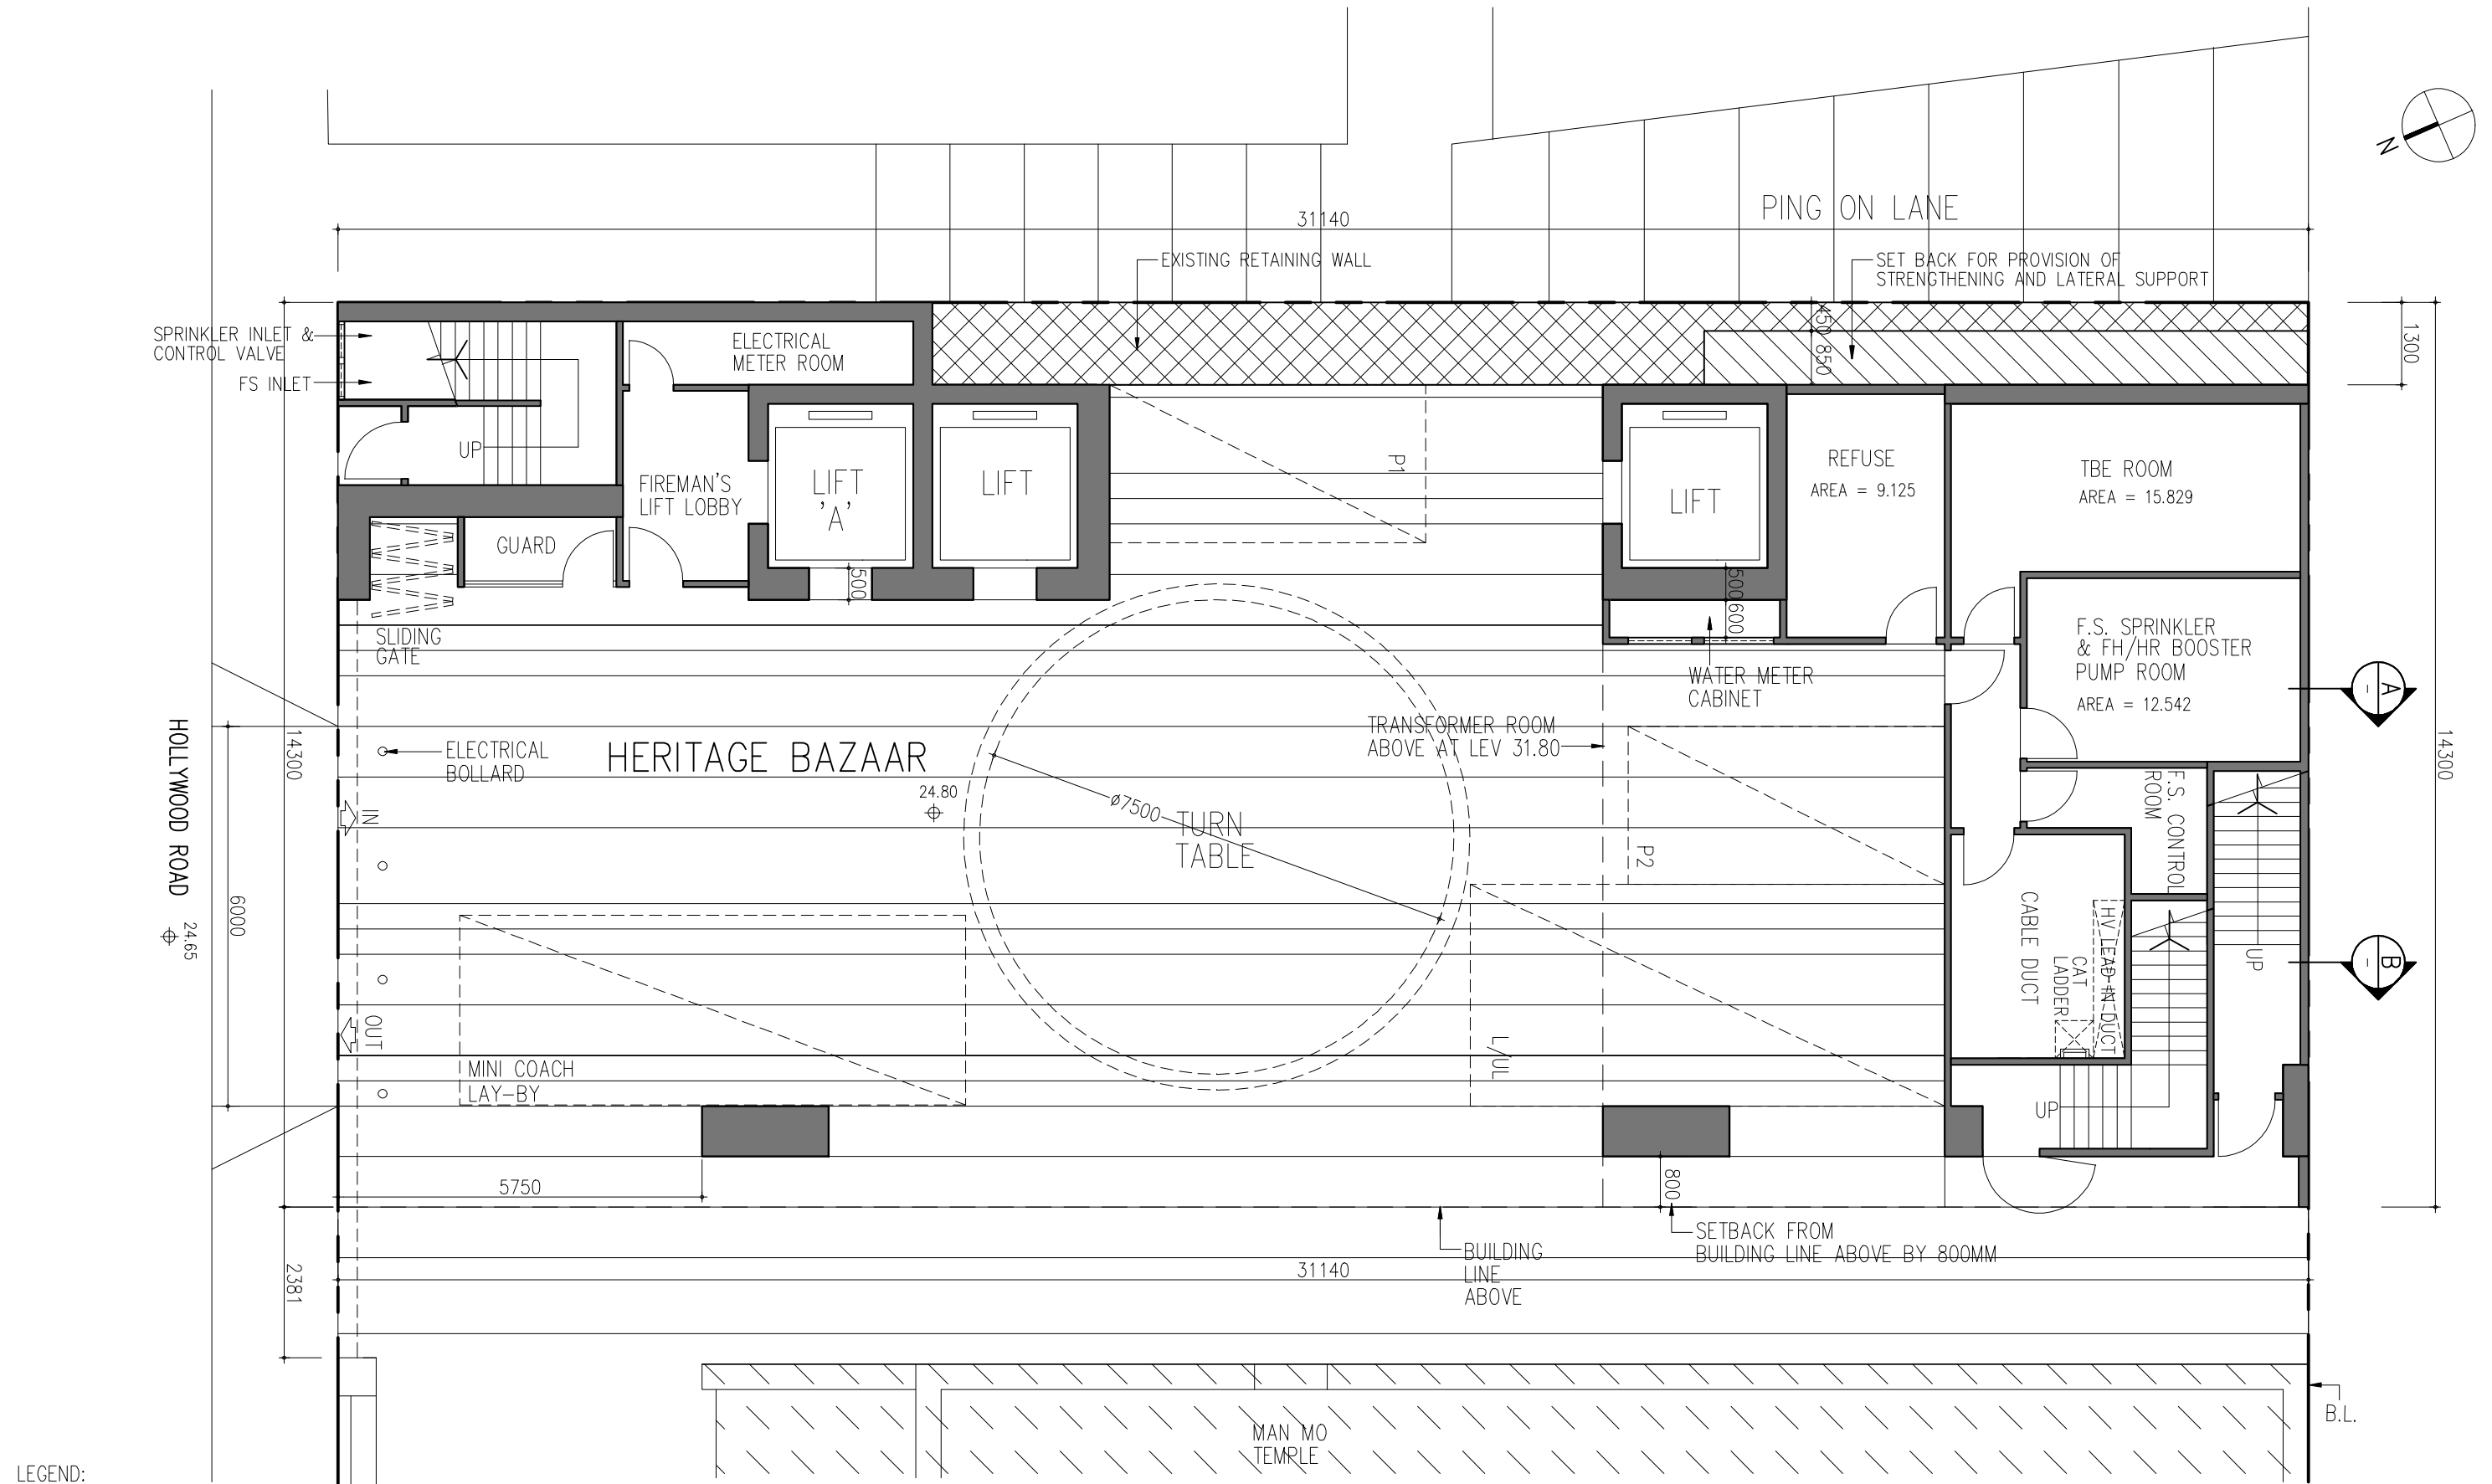 N
PING ON LANE
31140
EXISTING RETAINING WALL
SET BACK FOR PROVISION OF
STRENGTHENING AND LATERAL SUPPORT
SPRINKLER INLET &
CONTROL VALVE
FS INLET
ELECTRICAL
METER ROOM
450
850
1300
UP
FIREMAN'S
LIFT LOBBY
LIFT
'A'
LIFT
P1
LIFT
REFUSE
AREA = 9.125
TBE ROOM
AREA = 15.829
GUARD
500
500
600
SLIDING
GATE
F.S. SPRINKLER
& FH/HR BOOSTER
PUMP ROOM
AREA = 12.542
WATER METER
CABINET
A
-
HOLLYWOOD ROAD
24.65
14300
14300
ELECTRICAL
BOLLARD
HERITAGE BAZAAR
24.80
TRANSFORMER ROOM
ABOVE AT LEV 31.80
IN
ø7500
TURN
TABLE
P2
F.S. CONTROL
ROOM
6000
CABLE DUCT
CAT
LADDER
HV LEAD-IN DUCT
UP
B
-
OUT
MINI COACH
LAY-BY
L/UL
UP
5750
800
SETBACK FROM
BUILDING LINE ABOVE BY 800MM
BUILDING
LINE
ABOVE
2381
31140
B.L.
MAN MO
TEMPLE
LEGEND: